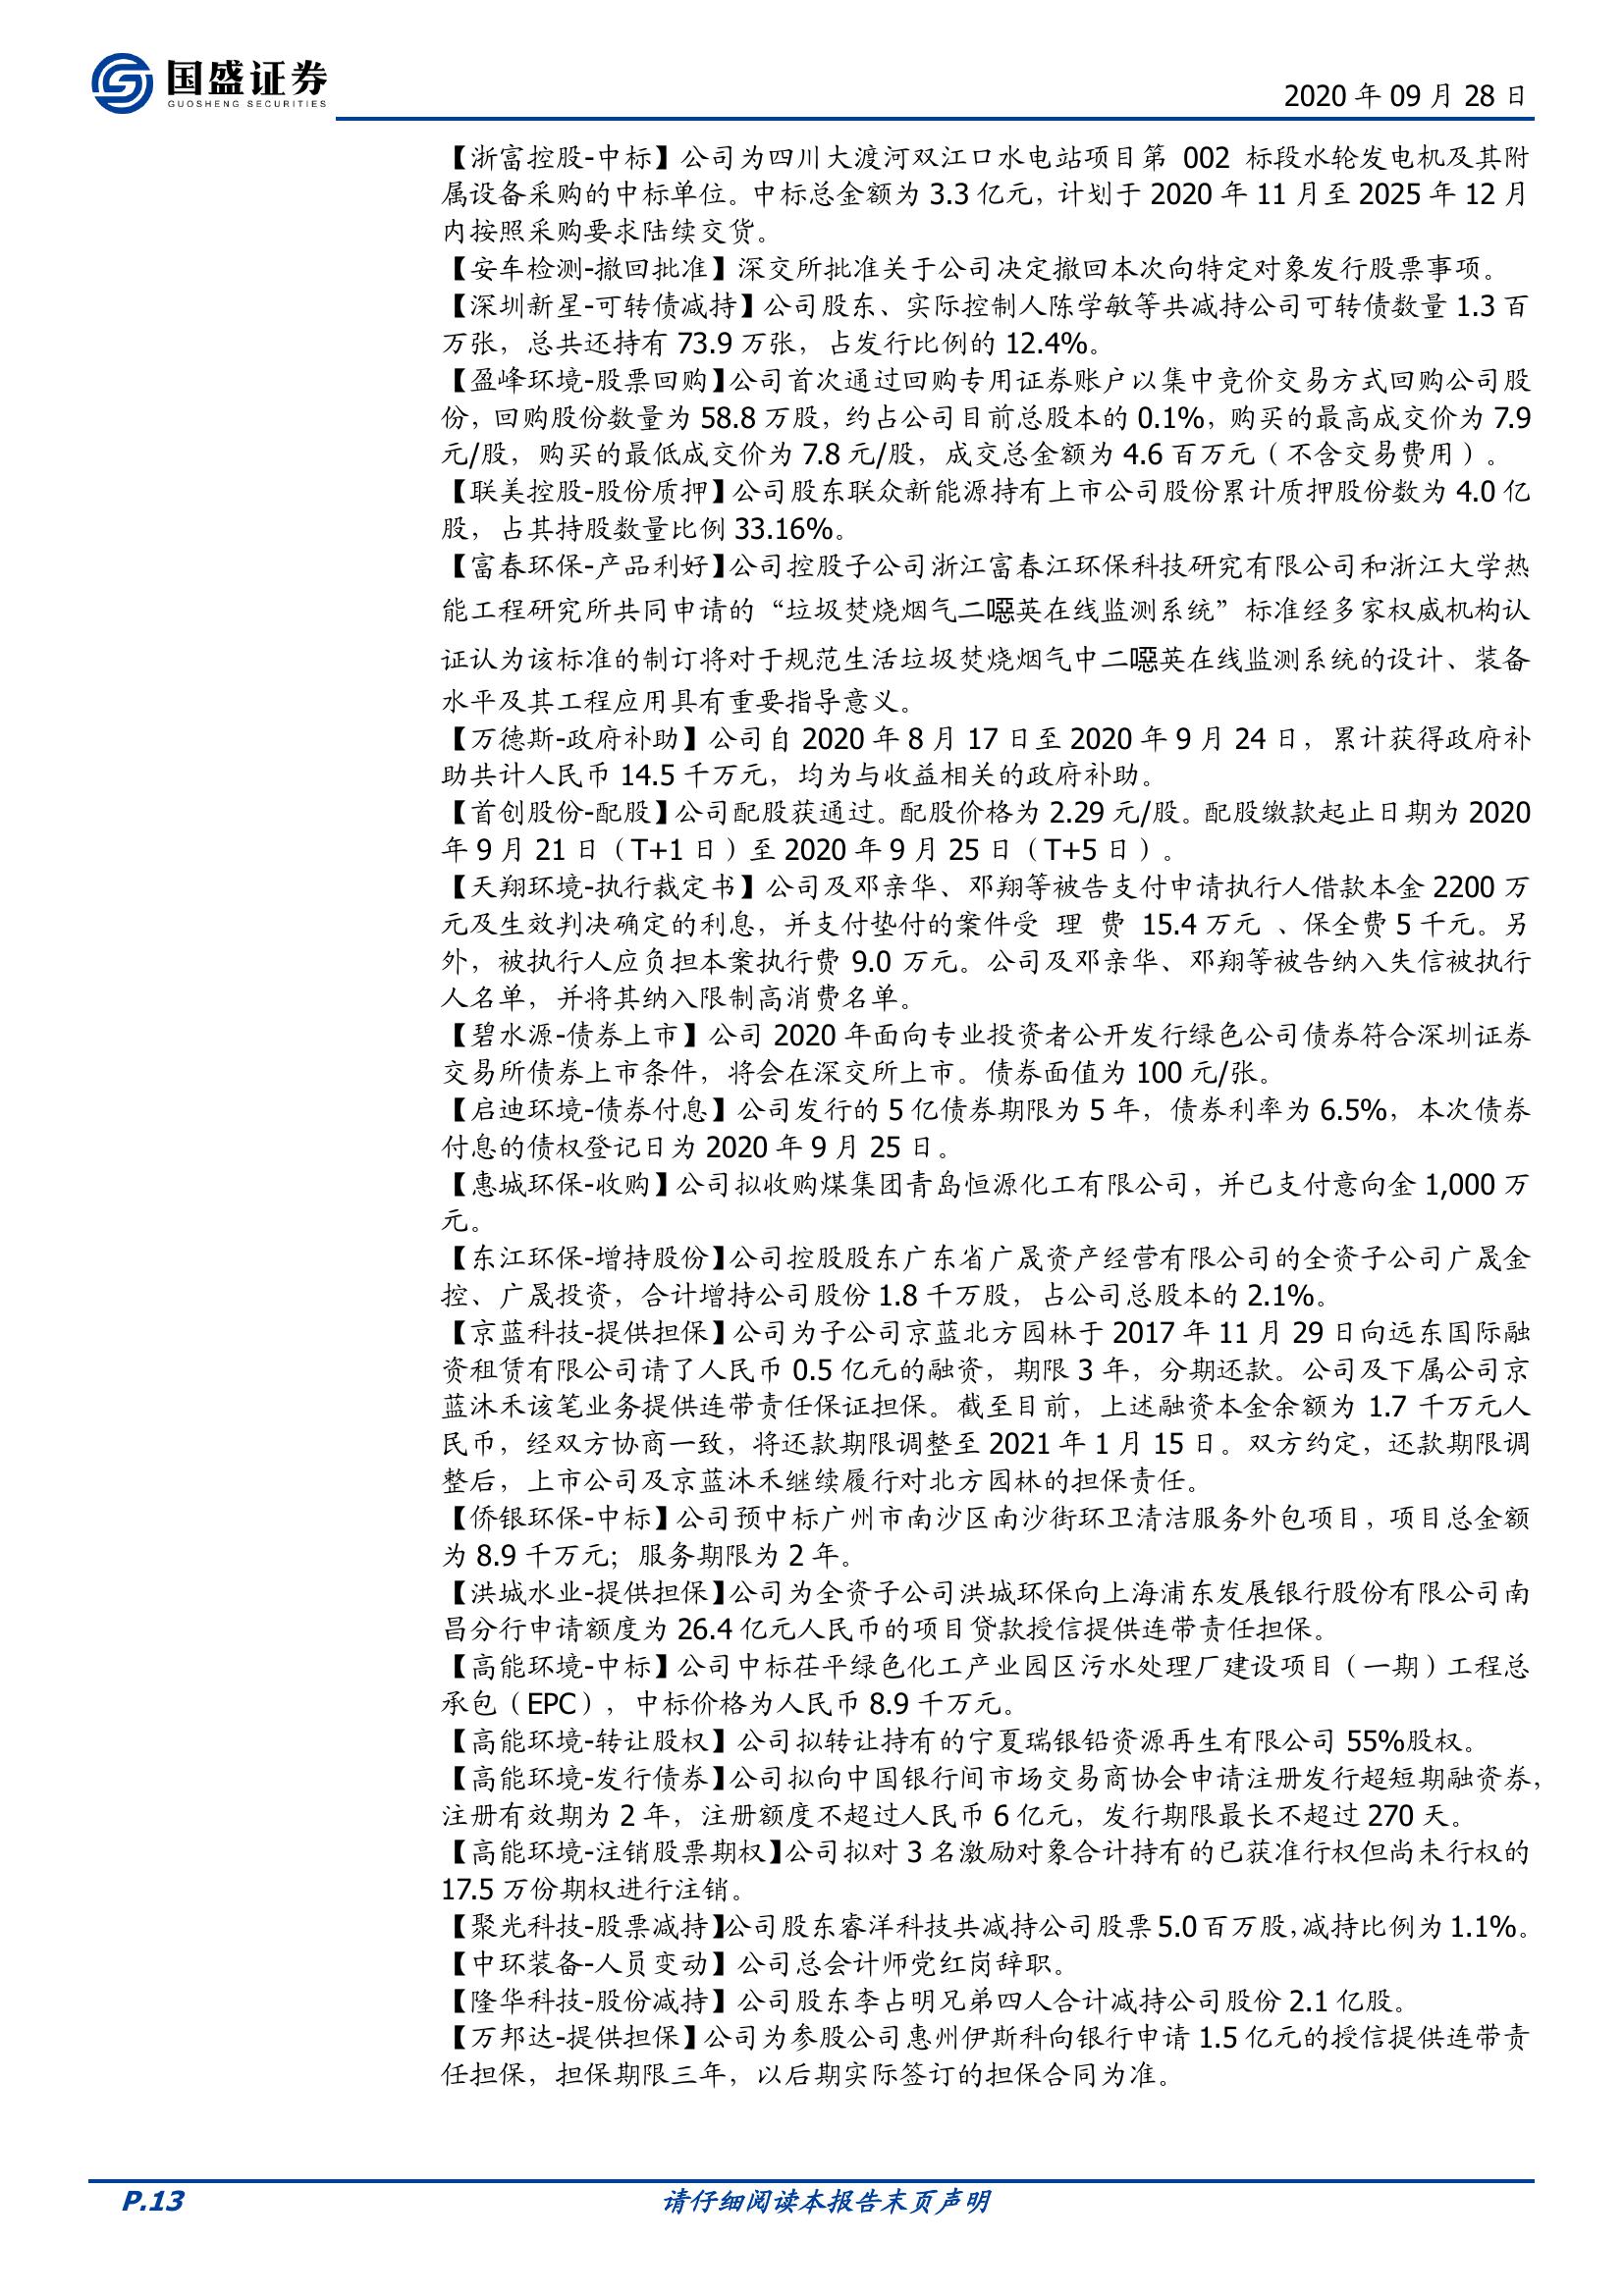 国盛证券
GUOSHENG SECURITIES
2020 年 09 月 28 日
【浙富控股-中标】公司为四川大渡河双江口水电站项目第 002 标段水轮发电机及其附
属设备采购的中标单位。中标总金额为 3.3 亿元，计划于 2020 年 11 月至 2025 年 12 月
内按照采购要求陆续交货。
【安车检测-撤回批准】深交所批准关于公司决定撤回本次向特定对象发行股票事项。
【深圳新星-可转债减持】公司股东、实际控制人陈学敏等共减持公司可转债数量 1.3 百
万张，总共还持有 73.9 万张，占发行比例的 12.4%。
【盈峰环境-股票回购】公司首次通过回购专用证券账户以集中竞价交易方式回购公司股
份，回购股份数量为 58.8 万股，约占公司目前总股本的 0.1%，购买的最高成交价为 7.9
元/股，购买的最低成交价为 7.8 元/股，成交总金额为 4.6 百万元（不含交易费用）。
【联美控股-股份质押】公司股东联众新能源持有上市公司股份累计质押股份数为 4.0 亿
股，占其持股数量比例 33.16%。
【富春环保-产品利好】公司控股子公司浙江富春江环保科技研究有限公司和浙江大学热
能工程研究所共同申请的“垃圾焚烧烟气二噁英在线监测系统”标准经多家权威机构认
证认为该标准的制订将对于规范生活垃圾焚烧烟气中二噁英在线监测系统的设计、装备
水平及其工程应用具有重要指导意义。
【万德斯-政府补助】公司自 2020 年 8 月 17 日至 2020 年 9 月 24 日，累计获得政府补
助共计人民币 14.5 千万元，均为与收益相关的政府补助。
【首创股份-配股】公司配股获通过。配股价格为 2.29 元/股。配股缴款起止日期为 2020
年 9 月 21 日（T+1 日）至 2020 年 9 月 25 日（T+5 日）。
【天翔环境-执行裁定书】公司及邓亲华、邓翔等被告支付申请执行人借款本金 2200 万
元及生效判决确定的利息，并支付垫付的案件受 理 费 15.4 万元 、保全费 5 千元。另
外，被执行人应负担本案执行费 9.0 万元。公司及邓亲华、邓翔等被告纳入失信被执行
人名单，并将其纳入限制高消费名单。
【碧水源-债券上市】公司 2020 年面向专业投资者公开发行绿色公司债券符合深圳证券
交易所债券上市条件，将会在深交所上市。债券面值为 100 元/张。
【启迪环境-债券付息】公司发行的 5 亿债券期限为 5 年，债券利率为 6.5%，本次债券
付息的债权登记日为 2020 年 9 月 25 日。
【惠城环保-收购】公司拟收购煤集团青岛恒源化工有限公司，并已支付意向金 1,000 万
元。
【东江环保-增持股份】公司控股股东广东省广晟资产经营有限公司的全资子公司广晟金
控、广晟投资，合计增持公司股份 1.8 千万股，占公司总股本的 2.1%。
【京蓝科技-提供担保】公司为子公司京蓝北方园林于 2017 年 11 月 29 日向远东国际融
资租赁有限公司请了人民币 0.5 亿元的融资，期限 3 年，分期还款。公司及下属公司京
蓝沐禾该笔业务提供连带责任保证担保。截至目前，上述融资本金余额为 1.7 千万元人
民币，经双方协商一致，将还款期限调整至 2021 年 1 月 15 日。双方约定，还款期限调
整后，上市公司及京蓝沐禾继续履行对北方园林的担保责任。
【侨银环保-中标】公司预中标广州市南沙区南沙街环卫清洁服务外包项目，项目总金额
为 8.9 千万元；服务期限为 2 年。
【洪城水业-提供担保】公司为全资子公司洪城环保向上海浦东发展银行股份有限公司南
昌分行申请额度为 26.4 亿元人民币的项目贷款授信提供连带责任担保。
【高能环境-中标】公司中标茌平绿色化工产业园区污水处理厂建设项目（一期）工程总
承包（EPC），中标价格为人民币 8.9 千万元。
【高能环境-转让股权】公司拟转让持有的宁夏瑞银铅资源再生有限公司 55%股权。
【高能环境-发行债券】公司拟向中国银行间市场交易商协会申请注册发行超短期融资券，
注册有效期为 2 年，注册额度不超过人民币 6 亿元，发行期限最长不超过 270 天。
【高能环境-注销股票期权】公司拟对 3 名激励对象合计持有的已获准行权但尚未行权的
17.5 万份期权进行注销。
【聚光科技-股票减持】公司股东睿洋科技共减持公司股票 5.0 百万股，减持比例为 1.1%。
【中环装备-人员变动】公司总会计师党红岗辞职。
【隆华科技-股份减持】公司股东李占明兄弟四人合计减持公司股份 2.1 亿股。
【万邦达-提供担保】公司为参股公司惠州伊斯科向银行申请 1.5 亿元的授信提供连带责
任担保，担保期限三年，以后期实际签订的担保合同为准。
P.13
请仔细阅读本报告末页声明